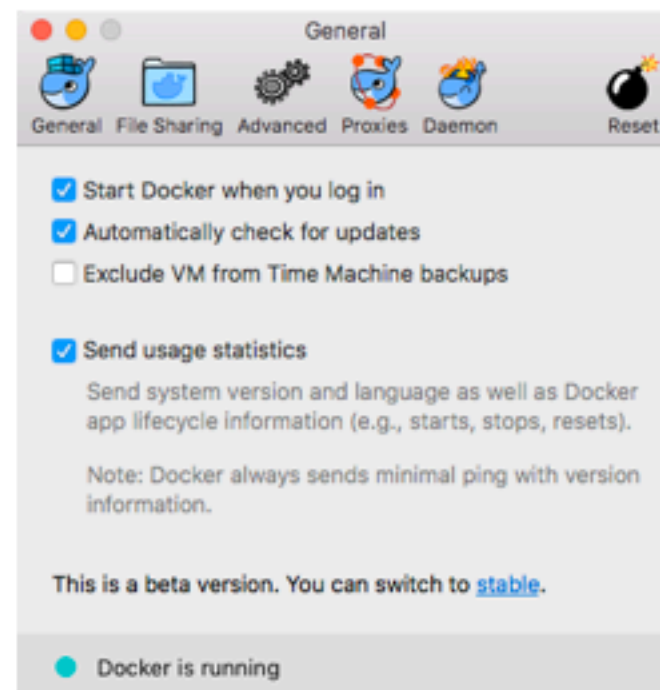 General
General File Sharing Advanced Proxies Daemon Reset
Start Docker when you log in
Automatically check for updates
Exclude VM from Time Machine backups
Send usage statistics
Send system version and language as well as Docker
app lifecycle information (e.g., starts, stops, resets).
Note: Docker always sends minimal ping with version
information.
This is a beta version. You can switch to stable.
Docker is running